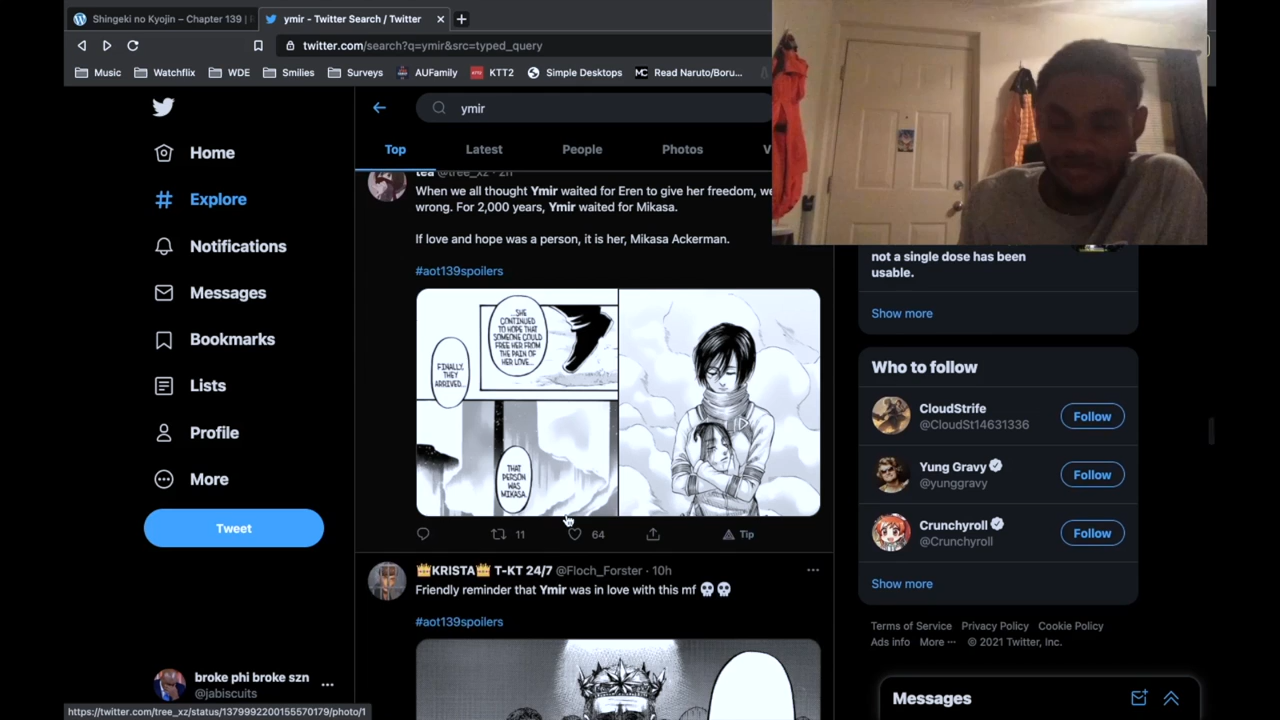 Shingeki no Kyojin – Chapter 139 |
ymir - Twitter Search / Twitter
twitter.com/search?q=ymir&src=typed_query
Music
Watchflix
WDE
Smilies
Surveys
AUFamily
KTT2
Simple Desktops
MC Read Naruto/Boru...
ymir
Home
Explore
Notifications
Messages
Bookmarks
Lists
Profile
More
Tweet
broke phi broke szn
@jabiscuits
Top
Latest
People
Photos
V
tea @tree_xz · 2h
When we all thought Ymir waited for Eren to give her freedom, we
wrong. For 2,000 years, Ymir waited for Mikasa.
If love and hope was a person, it is her, Mikasa Ackerman.
#aot139spoilers
...SHE
CONTINUED
TO HOPE THAT
SOMEONE COULD
FREE HER FROM
THE PAIN OF
HER LOVE...
FINALLY,
THEY
ARRIVED...
THAT
PERSON
WAS
MIKASA.
11
64
Tip
👑KRISTA👑 T-KT 24/7 @Floch_Forster · 10h
Friendly reminder that Ymir was in love with this mf 💀💀
#aot139spoilers
not a single dose has been
usable.
Show more
Who to follow
CloudStrife
@CloudSt14631336
Follow
Yung Gravy
@yunggravy
Follow
Crunchyroll
@Crunchyroll
Follow
Show more
Terms of Service Privacy Policy Cookie Policy
Ads info More ··· © 2021 Twitter, Inc.
Messages
https://twitter.com/tree_xz/status/1379992200155570179/photo/1